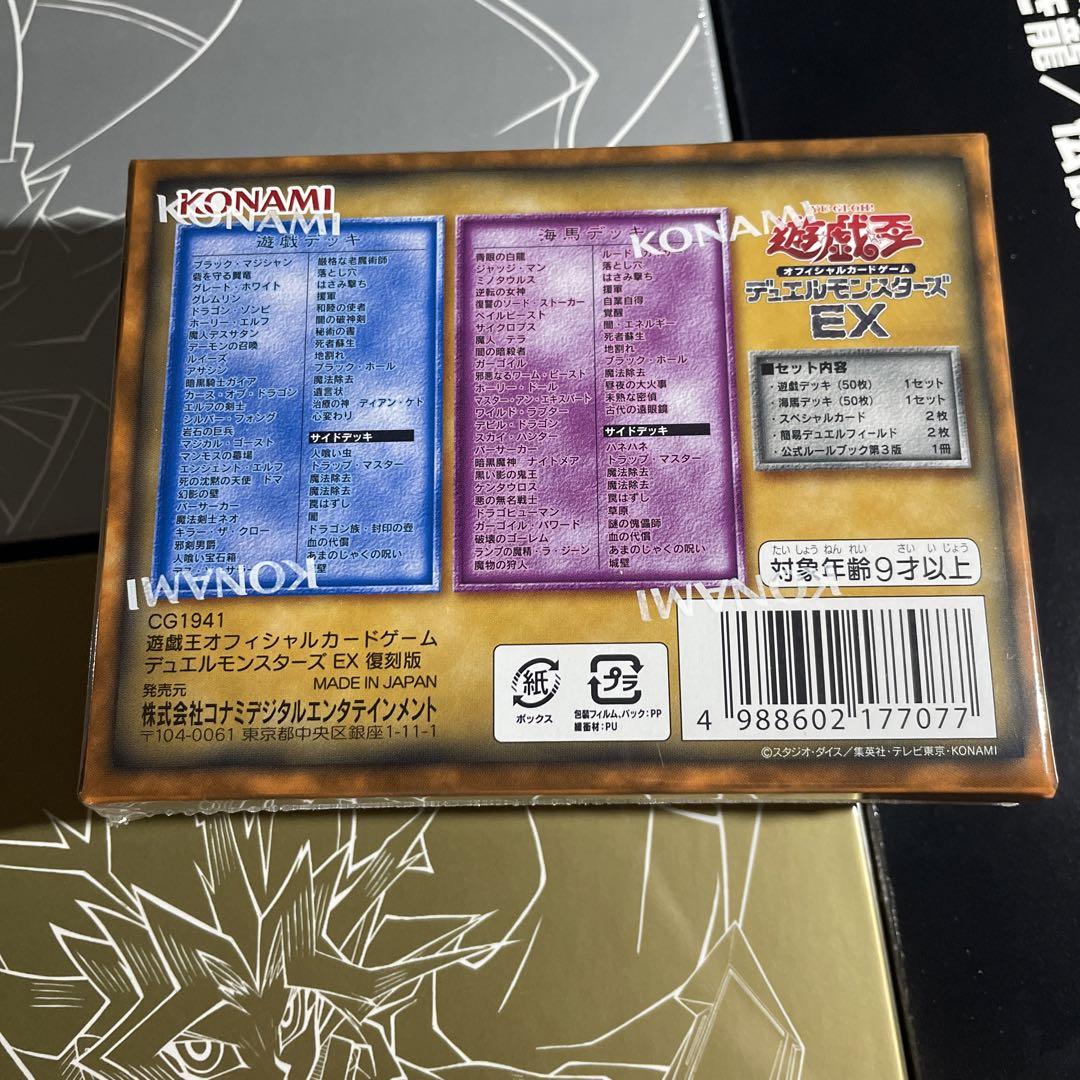 KONAMI
KONAMI
遊戯デッキ
ブラック・マジシャン
砦を守る翼竜
グレート・ホワイト
グレムリン
ドラゴン・ゾンビ
ホーリー・エルフ
魔人デスサタン
デーモンの召喚
ルイーズ
アサシン
暗黒騎士ガイア
カース・オブ・ドラゴン
エルフの剣士
シルバー・フォング
岩石の巨兵
マジカル・ゴースト
マンモスの墓場
エンシェント・エルフ
死の沈黙の天使 ドマ
幻影の壁
バーサーカー
魔法剣士ネオ
キラー・ザ・クロー
邪剣男爵
人喰い宝石箱
厳格な老魔術師
落とし穴
はさみ撃ち
援軍
和睦の使者
闇の破神剣
秘術の書
死者蘇生
地割れ
ブラック・ホール
魔法除去
遺言状
治療の神 ディアン・ケト
心変わり
サイドデッキ
人喰い虫
トラップ・マスター
魔法除去
魔法除去
罠はずし
闇
ドラゴン族・封印の壺
血の代償
あまのじゃくの呪い
城壁
KONAMI
KONAMI
海馬デッキ
KONAMI
青眼の白龍
ジャッジ・マン
ミノタウルス
逆転の女神
復讐のソード・ストーカー
ベイルビースト
サイクロプス
魔人 テラ
闇の暗殺者
ガーゴイル
邪悪なるワーム・ビースト
ホーリー・ドール
マスター・アン・エキスパート
ワイルド・ラプター
デビル・ドラゴン
スカイ・ハンター
バーサーカー
暗黒魔神 ナイトメア
黒い影の鬼王
ケンタウロス
悪の無名戦士
ドラゴヒューマン
ガーゴイル・パワード
破壊のゴーレム
ランプの魔精・ラ・ジーン
魔物の狩人
落とし穴
はさみ撃ち
援軍
自業自得
覚醒
闇・エネルギー
死者蘇生
地割れ
ブラック・ホール
魔法除去
昼夜の大火事
未熟な密偵
古代の遠眼鏡
サイドデッキ
ハネハネ
トラップ・マスター
魔法除去
魔法除去
罠はずし
草原
謎の傀儡師
血の代償
あまのじゃくの呪い
城壁
KONAMI
YU-GI-OH!
遊戯王
オフィシャルカードゲーム
デュエルモンスターズ
EX
■セット内容
・遊戯デッキ(50枚) 1セット
・海馬デッキ(50枚) 1セット
・スペシャルカード 2枚
・簡易デュエルフィールド 2枚
・公式ルールブック第3版 1冊
たいしょうねんれい さいいじょう
対象年齢9才以上
CG1941
遊戯王オフィシャルカードゲーム
デュエルモンスターズ EX 復刻版
MADE IN JAPAN
発売元
株式会社コナミデジタルエンタテインメント
〒104-0061 東京都中央区銀座1-11-1
紙
ボックス
プラ
包装フィルム、パック:PP
緩衝材:PU
4 988602 177077
©スタジオ・ダイス/集英社・テレビ東京・KONAMI